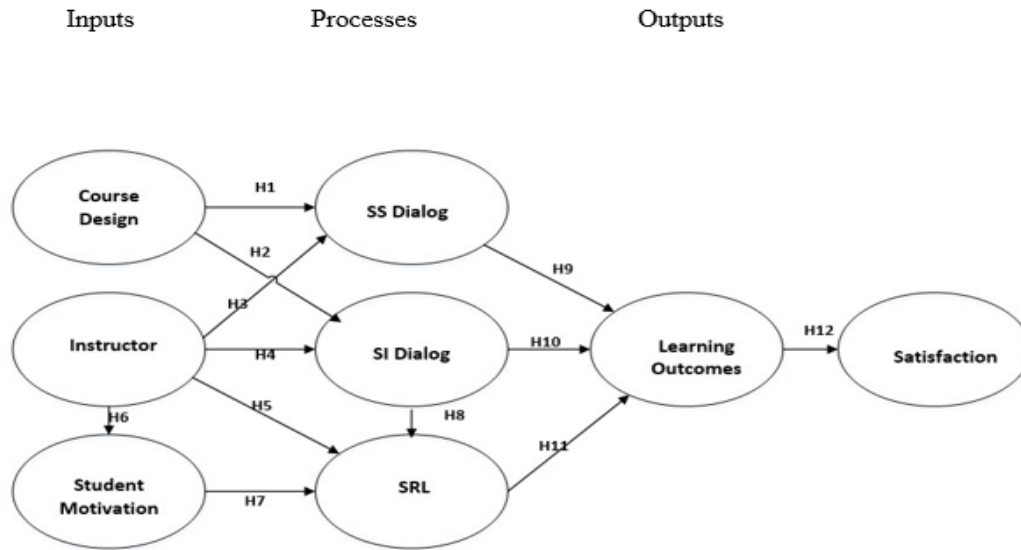 Inputs
Processes
Outputs
Course
Design
H1
SS Dialog
H2
H9
H3
Instructor
H4
SI Dialog
H10
Learning
Outcomes
H12
Satisfaction
H5
H6
H8
Student
Motivation
H7
SRL
H11